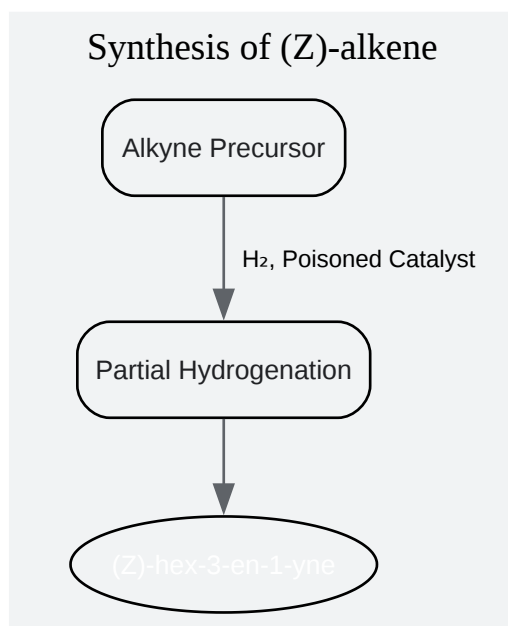 Synthesis of (Z)-alkene
Alkyne Precursor
H₂, Poisoned Catalyst
Partial Hydrogenation
(Z)-hex-3-en-1-yne